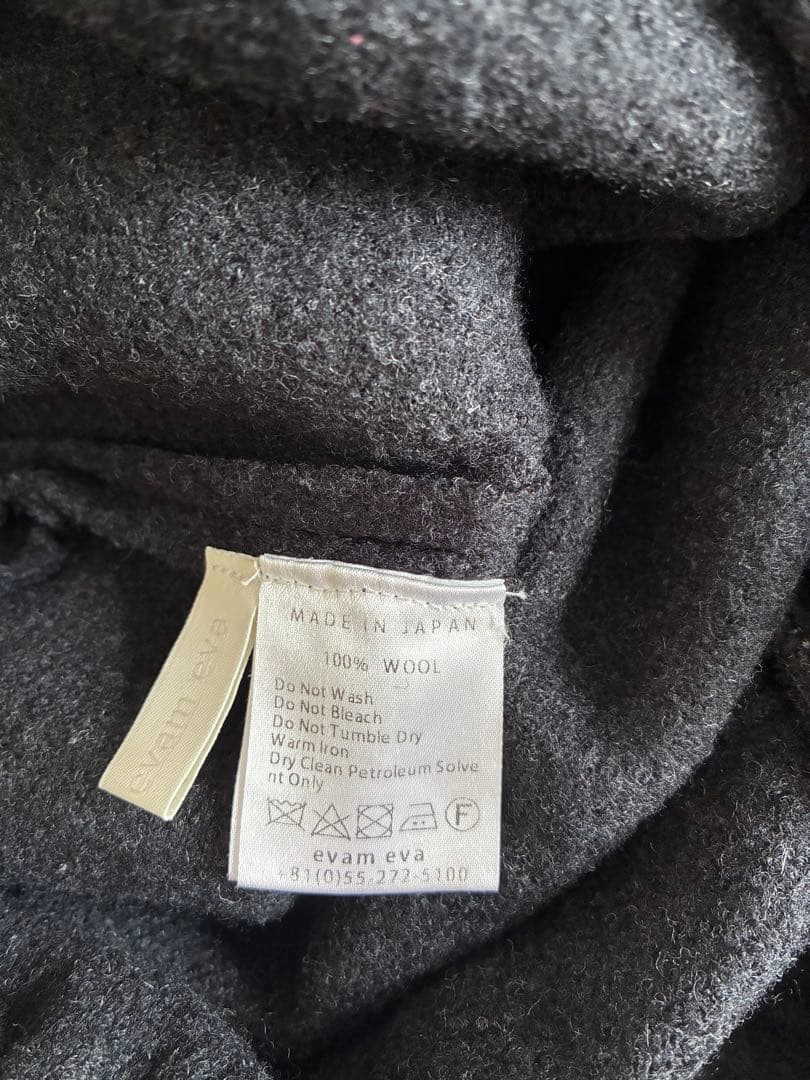 MADE IN JAPAN
100% WOOL
Do Not Wash
Do Not Bleach
Do Not Tumble Dry
Warm Iron
Dry Clean Petroleum Solve
nt Only
F
evam eva
+81(0)55-272-5100
evam eva